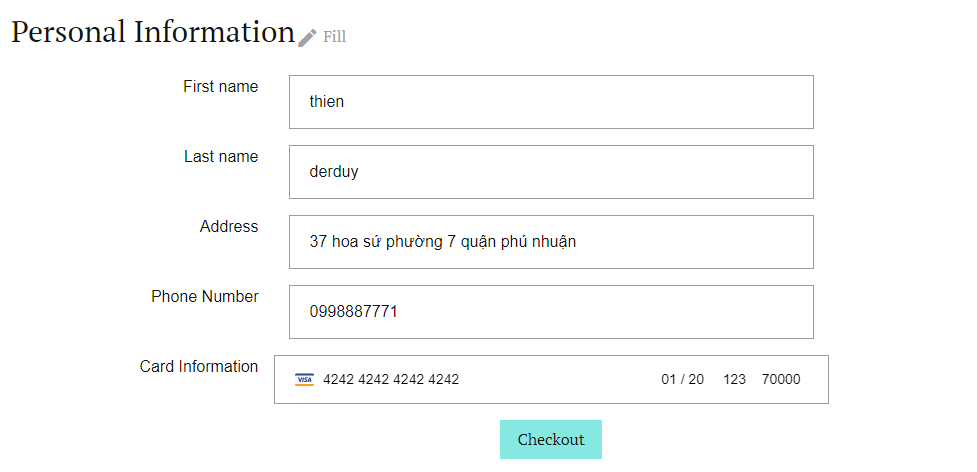 Personal Information Fill
First name
thien
Last name
derduy
Address
37 hoa sứ phường 7 quận phú nhuận
Phone Number
0998887771
Card Information
VISA 4242 4242 4242 4242 01 / 20 123 70000
Checkout